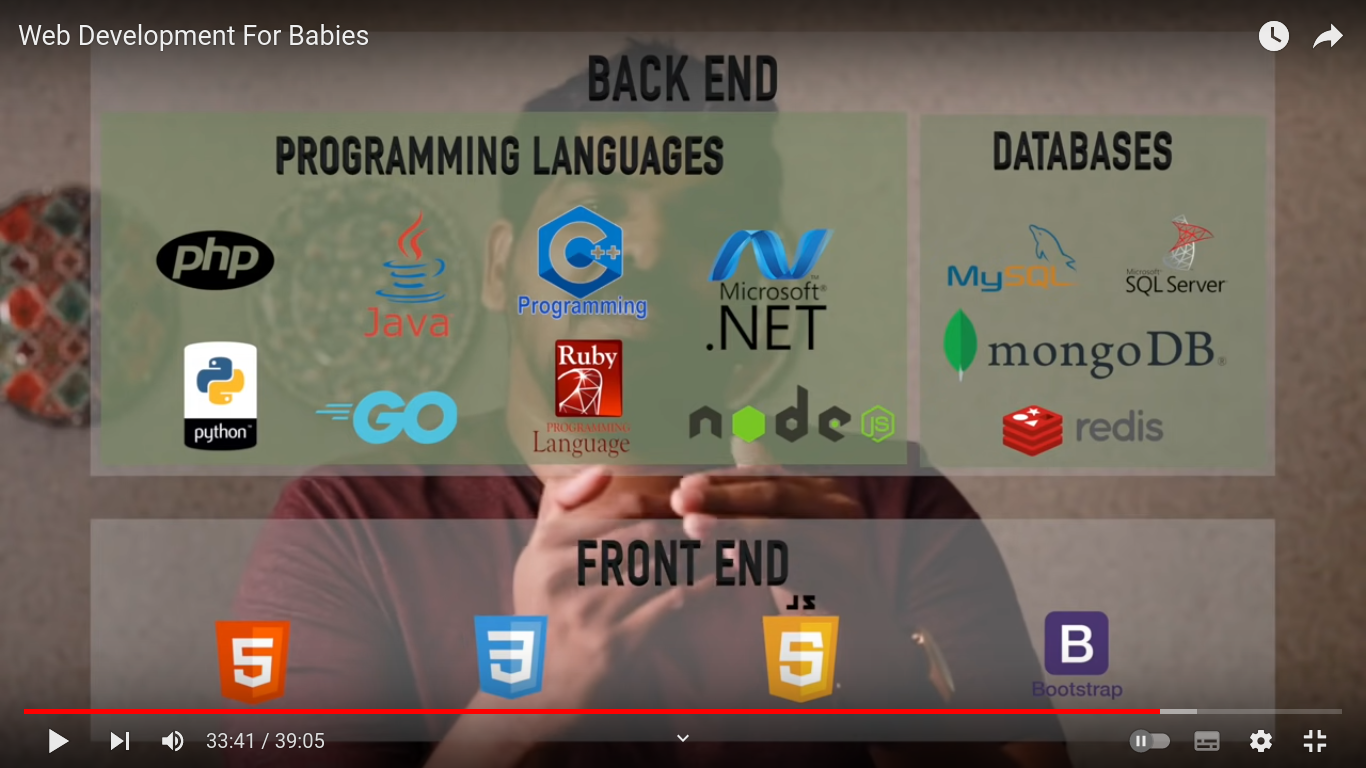 Web Development For Babies
BACK END
PROGRAMMING LANGUAGES
DATABASES
php
Java
C++
Programming
Microsoft®
.NET
MySQL
Microsoft®
SQL Server
mongoDB®
python™
GO
Ruby
PROGRAMMING
Language
node
JS
redis
FRONT END
JS
5
3
5
B
Bootstrap
33:41 / 39:05